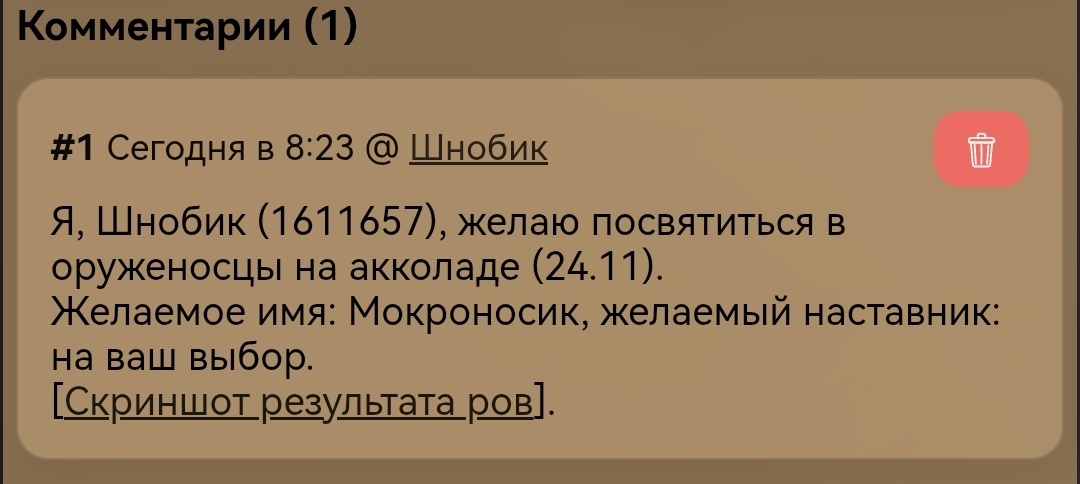 Комментарии (1)
#1 Сегодня в 8:23 @ Шнобик
Я, Шнобик (1611657), желаю посвятиться в
оруженосцы на акколаде (24.11).
Желаемое имя: Мокроносик, желаемый наставник:
на ваш выбор.
[Скриншот результата ров].